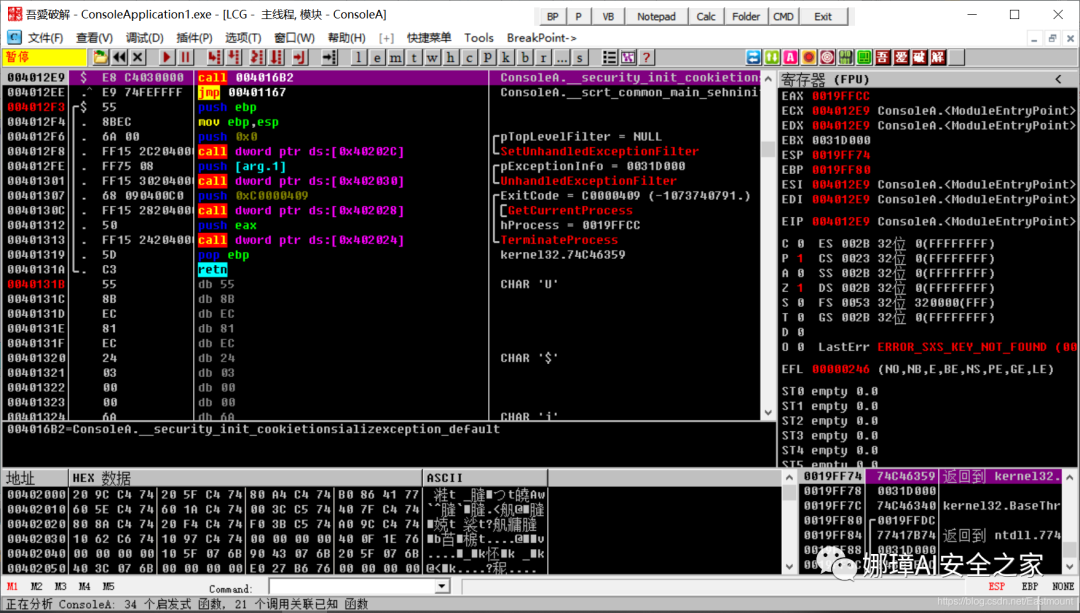 吾愛破解 - ConsoleApplication1.exe - [LCG - 主线程, 模块 - ConsoleA]
BP P VB Notepad Calc Folder CMD Exit
文件(F) 查看(V) 调试(D) 插件(P) 选项(T) 窗口(W) 帮助(H) [+] 快捷菜单 Tools BreakPoint->
暂停 l e m t w h c p k b r ... s ? 吾 爱 破 解
004012E9 $ E8 C4030000 call 004016B2 ConsoleA.__security_init_cookietion
004012EE .^ E9 74FEFFFF jmp 00401167 ConsoleA.__scrt_common_main_sehnini
004012F3 $ 55 push ebp
004012F4 . 8BEC mov ebp,esp
004012F6 . 6A 00 push 0x0 pTopLevelFilter = NULL
004012F8 . FF15 2C20400 call dword ptr ds:[0x40202C] SetUnhandledExceptionFilter
004012FE . FF75 08 push [arg.1] pExceptionInfo = 0031D000
00401301 . FF15 3020400 call dword ptr ds:[0x402030] UnhandledExceptionFilter
00401307 . 68 090400C0 push 0xC0000409 ExitCode = C0000409 (-1073740791.)
0040130C . FF15 2820400 call dword ptr ds:[0x402028] GetCurrentProcess
00401312 . 50 push eax hProcess = 0019FFCC
00401313 . FF15 2420400 call dword ptr ds:[0x402024] TerminateProcess
00401319 . 5D pop ebp kernel32.74C46359
0040131A . C3 retn
0040131B 55 db 55 CHAR 'U'
0040131C 8B db 8B
0040131D EC db EC
0040131E 81 db 81
0040131F EC db EC
00401320 24 db 24 CHAR '$'
00401321 03 db 03
00401322 00 db 00
00401323 00 db 00
00401324 6A db 6A CHAR 'j'
004016B2=ConsoleA.__security_init_cookietionsializexception_default
寄存器 (FPU) <
EAX 0019FFCC
ECX 004012E9 ConsoleA.<ModuleEntryPoint>
EDX 004012E9 ConsoleA.<ModuleEntryPoint>
EBX 0031D000
ESP 0019FF74
EBP 0019FF80
ESI 004012E9 ConsoleA.<ModuleEntryPoint>
EDI 004012E9 ConsoleA.<ModuleEntryPoint>
EIP 004012E9 ConsoleA.<ModuleEntryPoint>
C 0 ES 002B 32位 0(FFFFFFFF)
P 1 CS 0023 32位 0(FFFFFFFF)
A 0 SS 002B 32位 0(FFFFFFFF)
Z 1 DS 002B 32位 0(FFFFFFFF)
S 0 FS 0053 32位 320000(FFF)
T 0 GS 002B 32位 0(FFFFFFFF)
D 0
O 0 LastErr ERROR_SXS_KEY_NOT_FOUND (00
EFL 00000246 (NO,NB,E,BE,NS,PE,GE,LE)
ST0 empty 0.0
ST1 empty 0.0
ST2 empty 0.0
ST3 empty 0.0
ST4 empty 0.0
ST5 empty 0.0
地址 HEX 数据 ASCII
00402000 20 9C C4 74 20 5F C4 74 80 A4 C4 74 B0 86 41 77
00402010 60 5E C4 74 60 1A C4 74 00 3C C5 74 40 7F C4 74
00402020 80 8A C4 74 20 F4 C4 74 F0 3B C5 74 A0 9C C4 74
00402030 10 62 C6 74 10 97 C4 74 00 00 00 00 40 0F 1E 76
00402040 00 00 00 00 10 5F 07 6B 90 43 07 6B 20 5F 07 6B
00402050 40 3C 07 6B 00 00 00 00 E0 27 B6 76 00 00 00 00
0019FF74 74C46359 返回到 kernel32.
0019FF78 0031D000
0019FF7C 74C46340 kernel32.BaseThr
0019FF80 0019FFDC
0019FF84 77417B74 返回到 ntdll.774
0019FF88 0031D000
娜璋AI安全之家
M1 M2 M3 M4 M5 Command: ESP EBP NONE
正在分析 ConsoleA: 34 个启发式 函数, 21 个调用关联已知 函数
https://blog.csdn.net/Eastmount